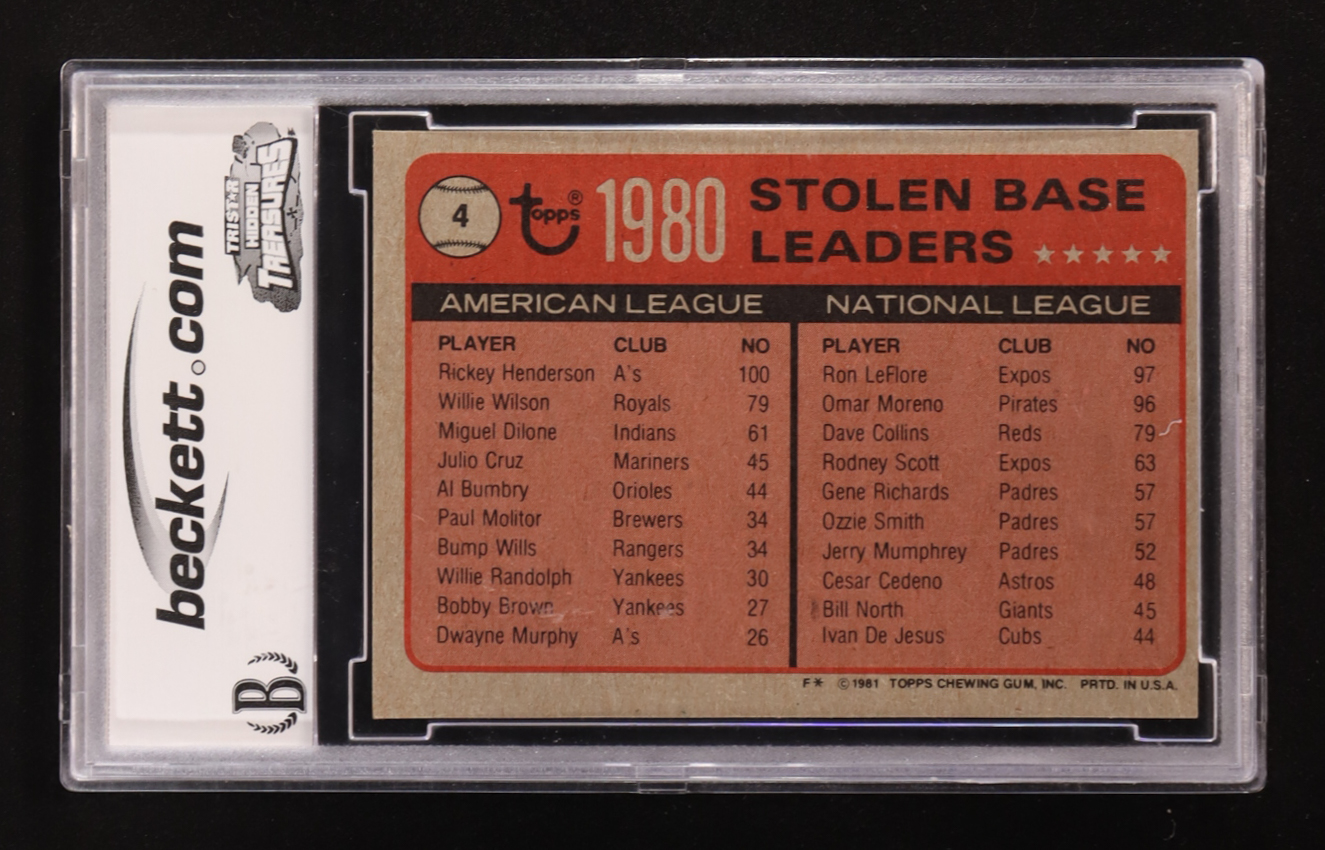 beckett.com
TRISTAR
HIDDEN
TREASURES
B
4
topps®
1980
STOLEN BASE
LEADERS ★★★★★
AMERICAN LEAGUE
PLAYER CLUB NO
Rickey Henderson A's 100
Willie Wilson Royals 79
Miguel Dilone Indians 61
Julio Cruz Mariners 45
Al Bumbry Orioles 44
Paul Molitor Brewers 34
Bump Wills Rangers 34
Willie Randolph Yankees 30
Bobby Brown Yankees 27
Dwayne Murphy A's 26
NATIONAL LEAGUE
PLAYER CLUB NO
Ron LeFlore Expos 97
Omar Moreno Pirates 96
Dave Collins Reds 79
Rodney Scott Expos 63
Gene Richards Padres 57
Ozzie Smith Padres 57
Jerry Mumphrey Padres 52
Cesar Cedeno Astros 48
Bill North Giants 45
Ivan De Jesus Cubs 44
F* ©1981 TOPPS CHEWING GUM, INC. PRTD. IN U.S.A.